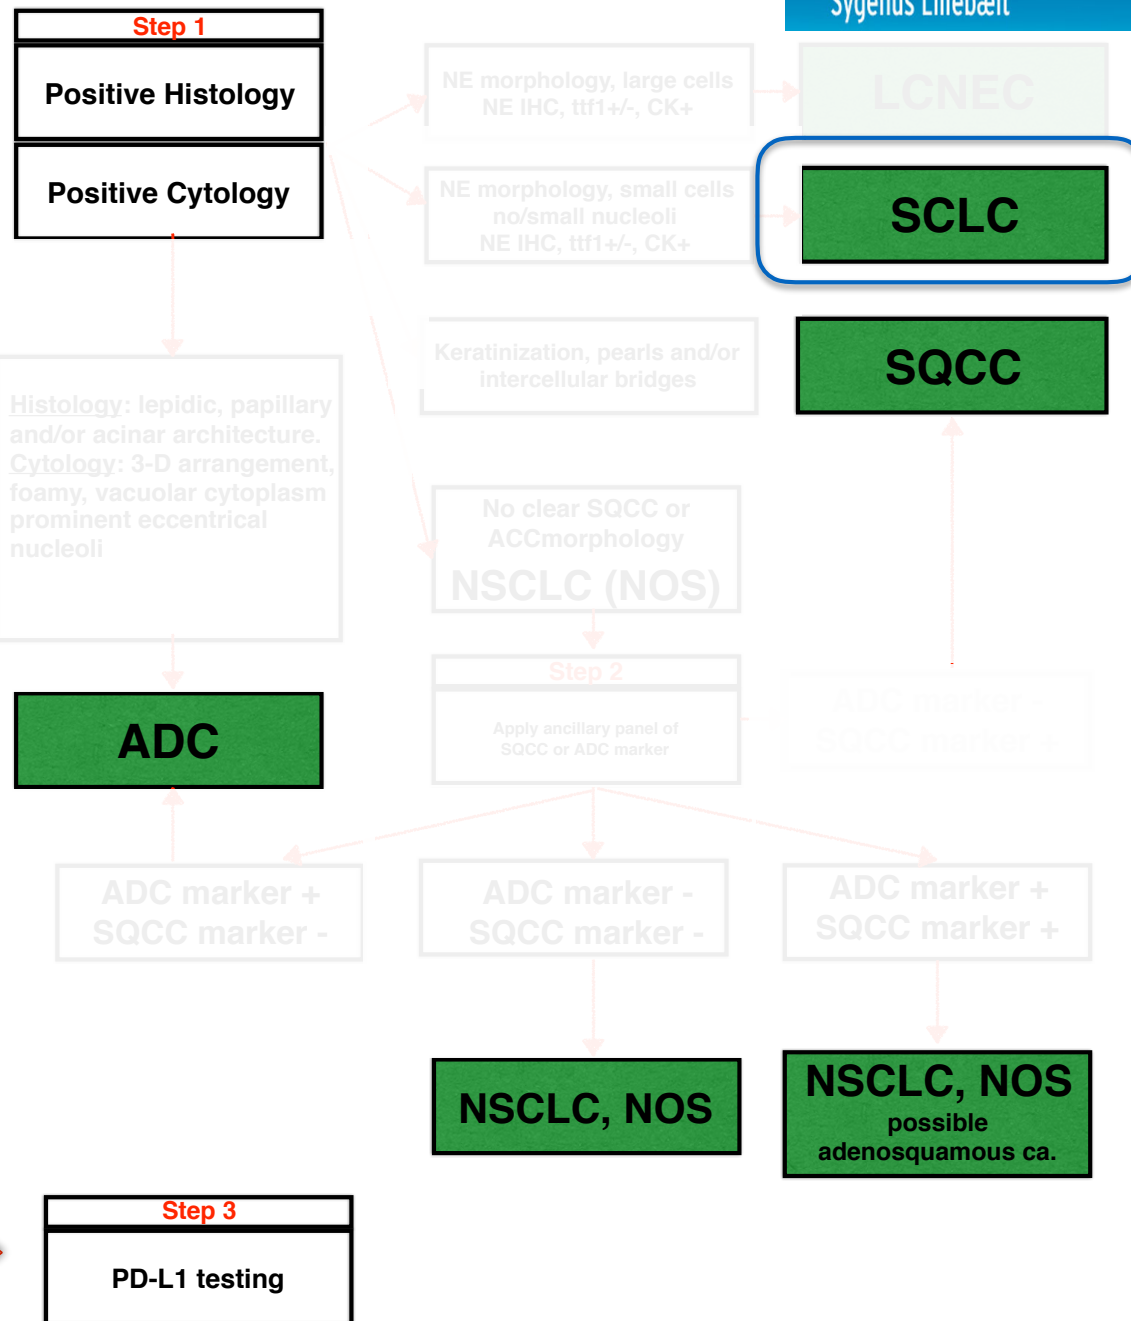 Sygehus Lillebælt
Step 1
Positive Histology
Positive Cytology
NE morphology, large cells
NE IHC, ttf1+/-, CK+
LCNEC
NE morphology, small cells
no/small nucleoli
NE IHC, ttf1+/-, CK+
SCLC
Keratinization, pearls and/or
intercellular bridges
SQCC
Histology: lepidic, papillary
and/or acinar architecture.
Cytology: 3-D arrangement,
foamy, vacuolar cytoplasm
prominent eccentrical
nucleoli
No clear SQCC or
ACCmorphology
NSCLC (NOS)
Step 2
Apply ancillary panel of
SQCC or ADC marker
ADC marker -
SQCC marker +
ADC
ADC marker +
SQCC marker -
ADC marker -
SQCC marker -
ADC marker +
SQCC marker +
NSCLC, NOS
NSCLC, NOS
possible
adenosquamous ca.
Step 3
PD-L1 testing